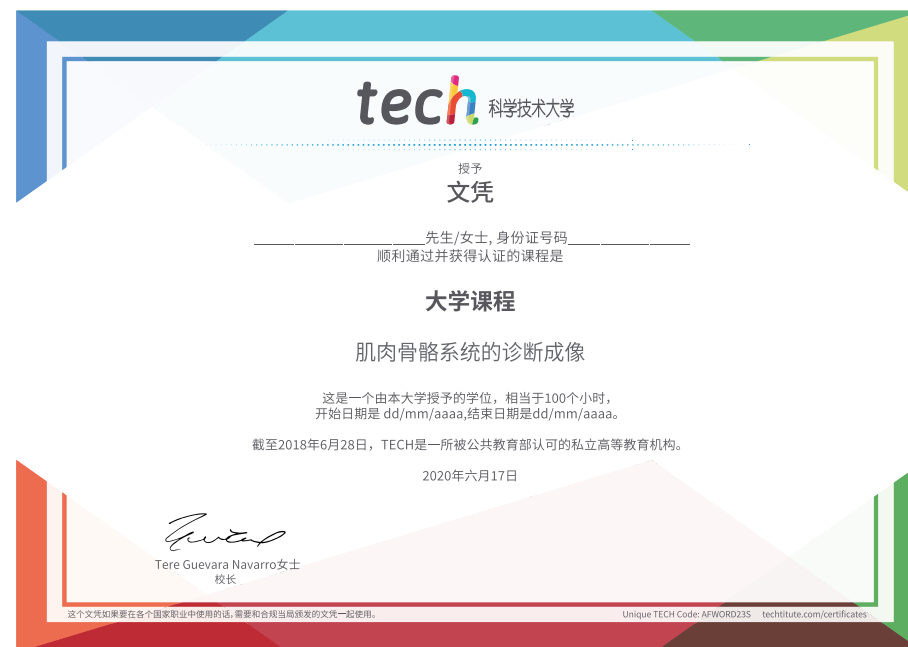 tech 科学技术大学
授予
文凭
先生/女士, 身份证号码
顺利通过并获得认证的课程是
大学课程
肌肉骨骼系统的诊断成像
这是一个由本大学授予的学位，相当于100个小时，
开始日期是 dd/mm/aaaa,结束日期是dd/mm/aaaa。
截至2018年6月28日，TECH是一所被公共教育部认可的私立高等教育机构。
2020年六月17日
Tere Guevara Navarro女士
校长
这个文凭如果要在各个国家职业中使用的话,需要和合规当局颁发的文凭一起使用。
Unique TECH Code: AFWORD23S techtitute.com/certificates